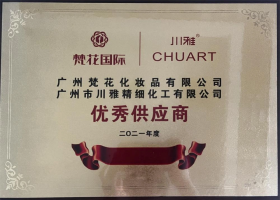 梵花国际 川雅®
CHUART
广州梵花化妆品有限公司
广州市川雅精细化工有限公司
优秀供应商
二〇二一年度